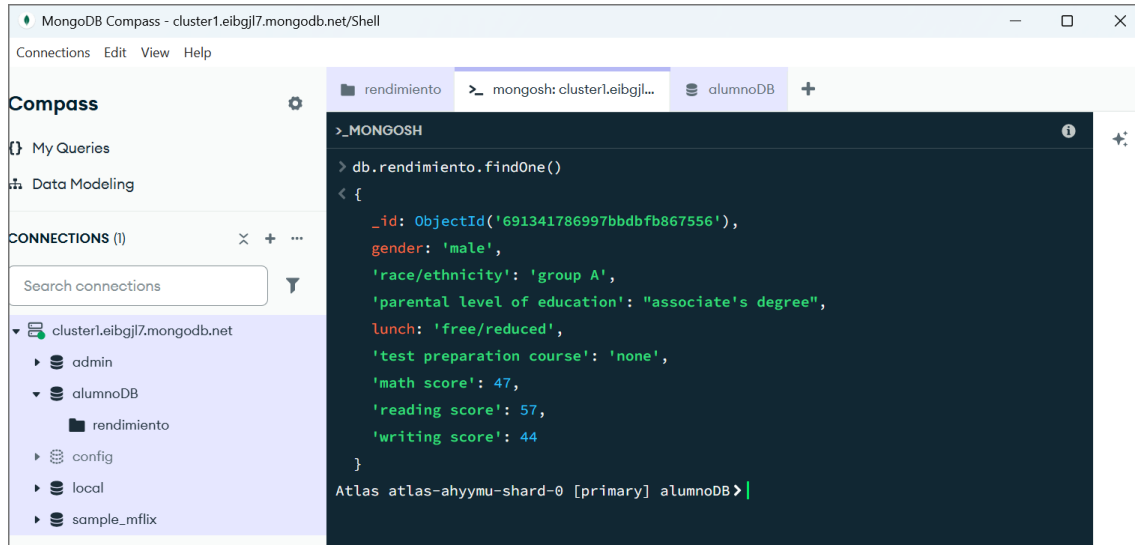 MongoDB Compass - cluster1.eibgjl7.mongodb.net/Shell
Connections Edit View Help
Compass
{} My Queries
Data Modeling
CONNECTIONS (1)
Search connections
cluster1.eibgjl7.mongodb.net
admin
alumnoDB
rendimiento
config
local
sample_mflix
rendimiento
>_ mongosh: cluster1.eibgjl...
alumnoDB
>_MONGOSH
> db.rendimiento.findOne()
< {
_id: ObjectId('691341786997bbdbfb867556'),
gender: 'male',
'race/ethnicity': 'group A',
'parental level of education': "associate's degree",
lunch: 'free/reduced',
'test preparation course': 'none',
'math score': 47,
'reading score': 57,
'writing score': 44
}
Atlas atlas-ahyymu-shard-0 [primary] alumnoDB>